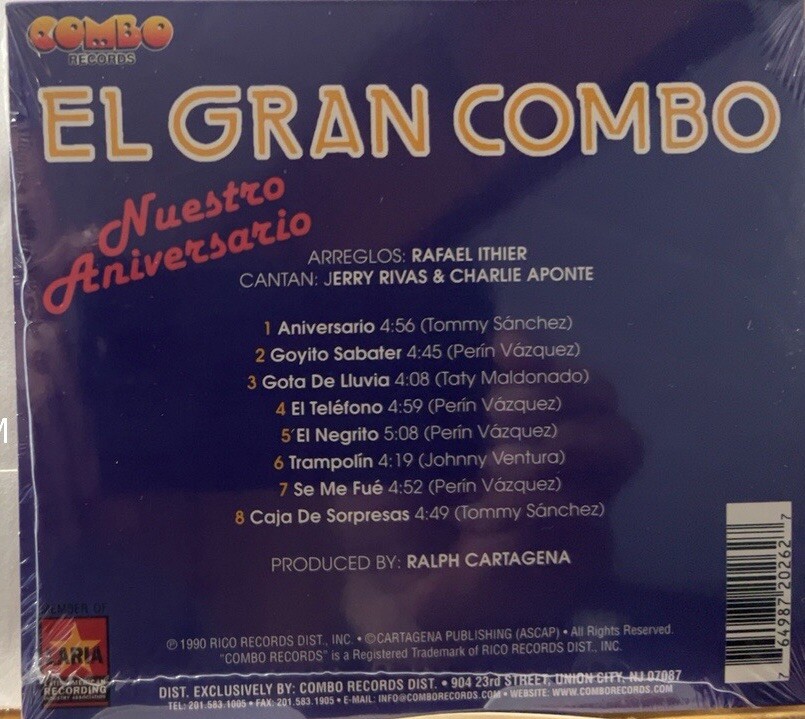 COMBO
RECORDS
EL GRAN COMBO
Nuestro
Aniversario
ARREGLOS: RAFAEL ITHIER
CANTAN: JERRY RIVAS & CHARLIE APONTE
1 Aniversario 4:56 (Tommy Sánchez)
2 Goyito Sabater 4:45 (Perín Vázquez)
3 Gota De Lluvia 4:08 (Taty Maldonado)
4 El Teléfono 4:59 (Perín Vázquez)
5 El Negrito 5:08 (Perín Vázquez)
6 Trampolín 4:19 (Johnny Ventura)
7 Se Me Fué 4:52 (Perín Vázquez)
8 Caja De Sorpresas 4:49 (Tommy Sánchez)
PRODUCED BY: RALPH CARTAGENA
7 64987 20262 7
MEMBER OF
LARIA
LATIN AMERICAN
RECORDING
INDUSTRY ASSOCIATION
℗ 1990 RICO RECORDS DIST., INC. • ©CARTAGENA PUBLISHING (ASCAP) • All Rights Reserved.
"COMBO RECORDS" is a Registered Trademark of RICO RECORDS DIST., INC.
DIST. EXCLUSIVELY BY: COMBO RECORDS DIST. • 904 23rd STREET, UNION CITY, NJ 07087
TEL: 201.583.1005 • FAX: 201.583.1905 • E-MAIL: INFO@COMBORECORDS.COM • WEBSITE: WWW.COMBORECORDS.COM
M